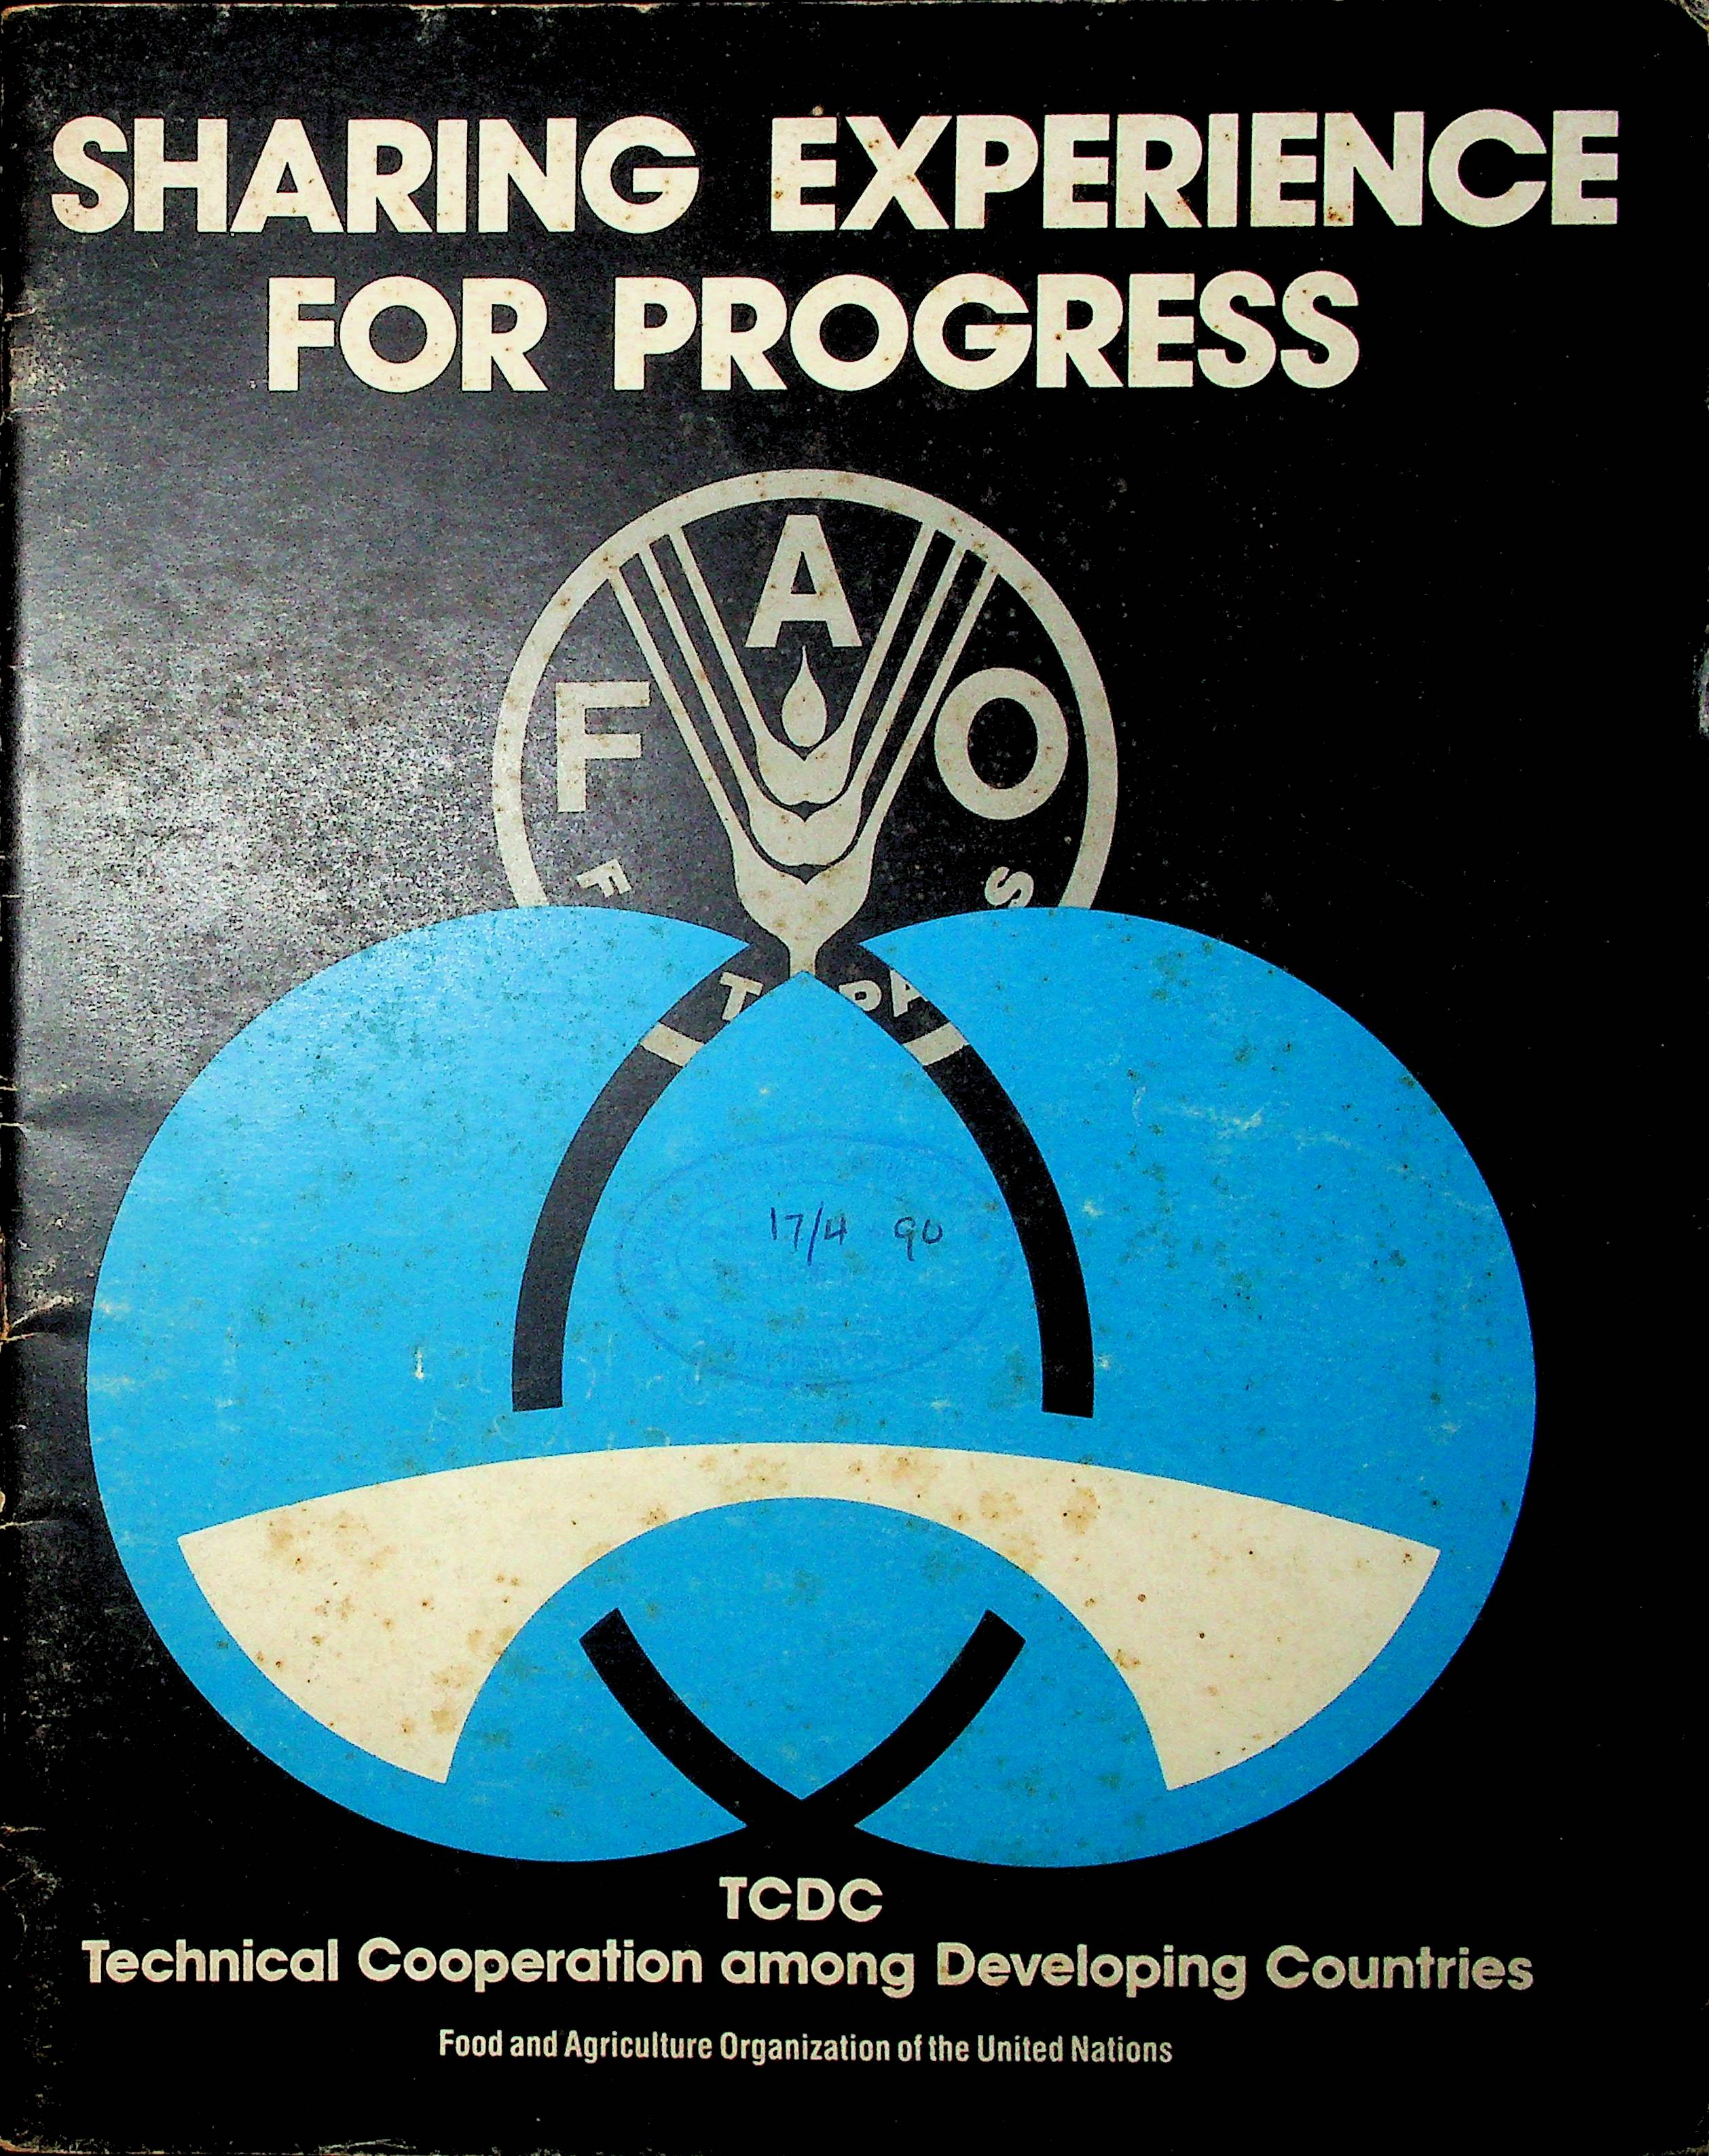 SHARING EXPERIENCE
FOR PROGRESS
A
F O
F S
T PA
17/4 90
TCDC
Technical Cooperation among Developing Countries
Food and Agriculture Organization of the United Nations